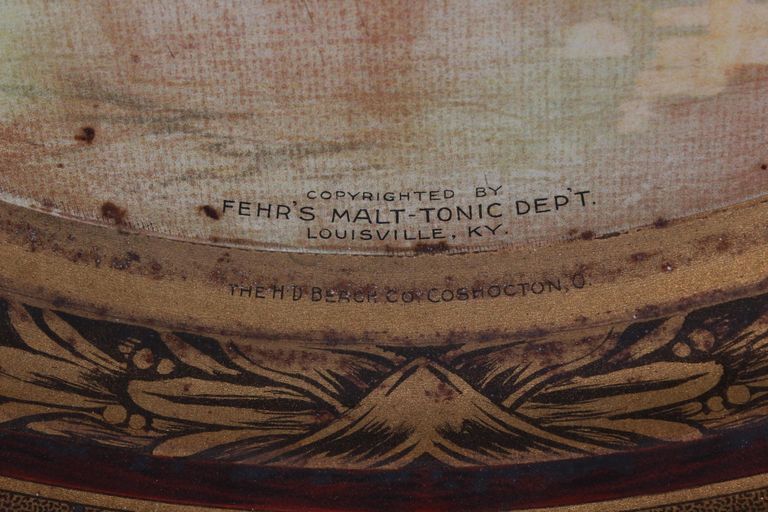 COPYRIGHTED BY
FEHR'S MALT-TONIC DEP'T.
LOUISVILLE, KY.
THE H D BEACH CO. COSHOCTON, O.